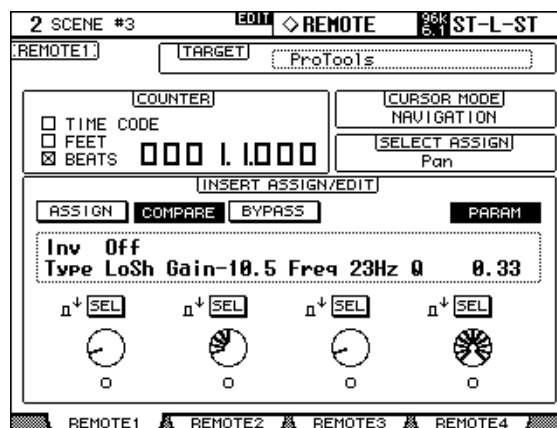 2 SCENE #3 EDIT ◇REMOTE 96K 6.1 ST-L-ST
REMOTE1 TARGET ProTools
COUNTER
TIME CODE
FEET
BEATS 000 1.1.000
CURSOR MODE
NAVIGATION
SELECT ASSIGN
Pan
INSERT ASSIGN/EDIT
ASSIGN COMPARE BYPASS PARAM
Inv Off
Type LoSh Gain-10.5 Freq 23Hz Q 0.33
SEL SEL SEL SEL
REMOTE1 REMOTE2 REMOTE3 REMOTE4